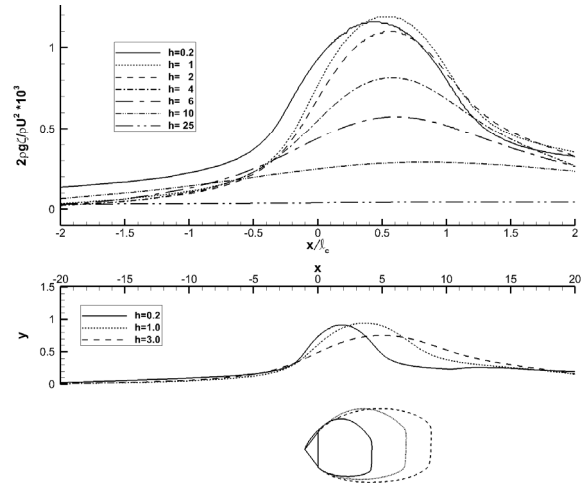 2ρgζ/ρU² *10³
1
0.5
0
h=0.2
h= 1
h= 2
h= 4
h= 6
h= 10
h= 25
-2 -1.5 -1 -0.5 0 0.5 1 1.5 2
x/ℓc
x
-20 -15 -10 -5 0 5 10 15 20
y
1.5
1
0.5
0
h=0.2
h=1.0
h=3.0